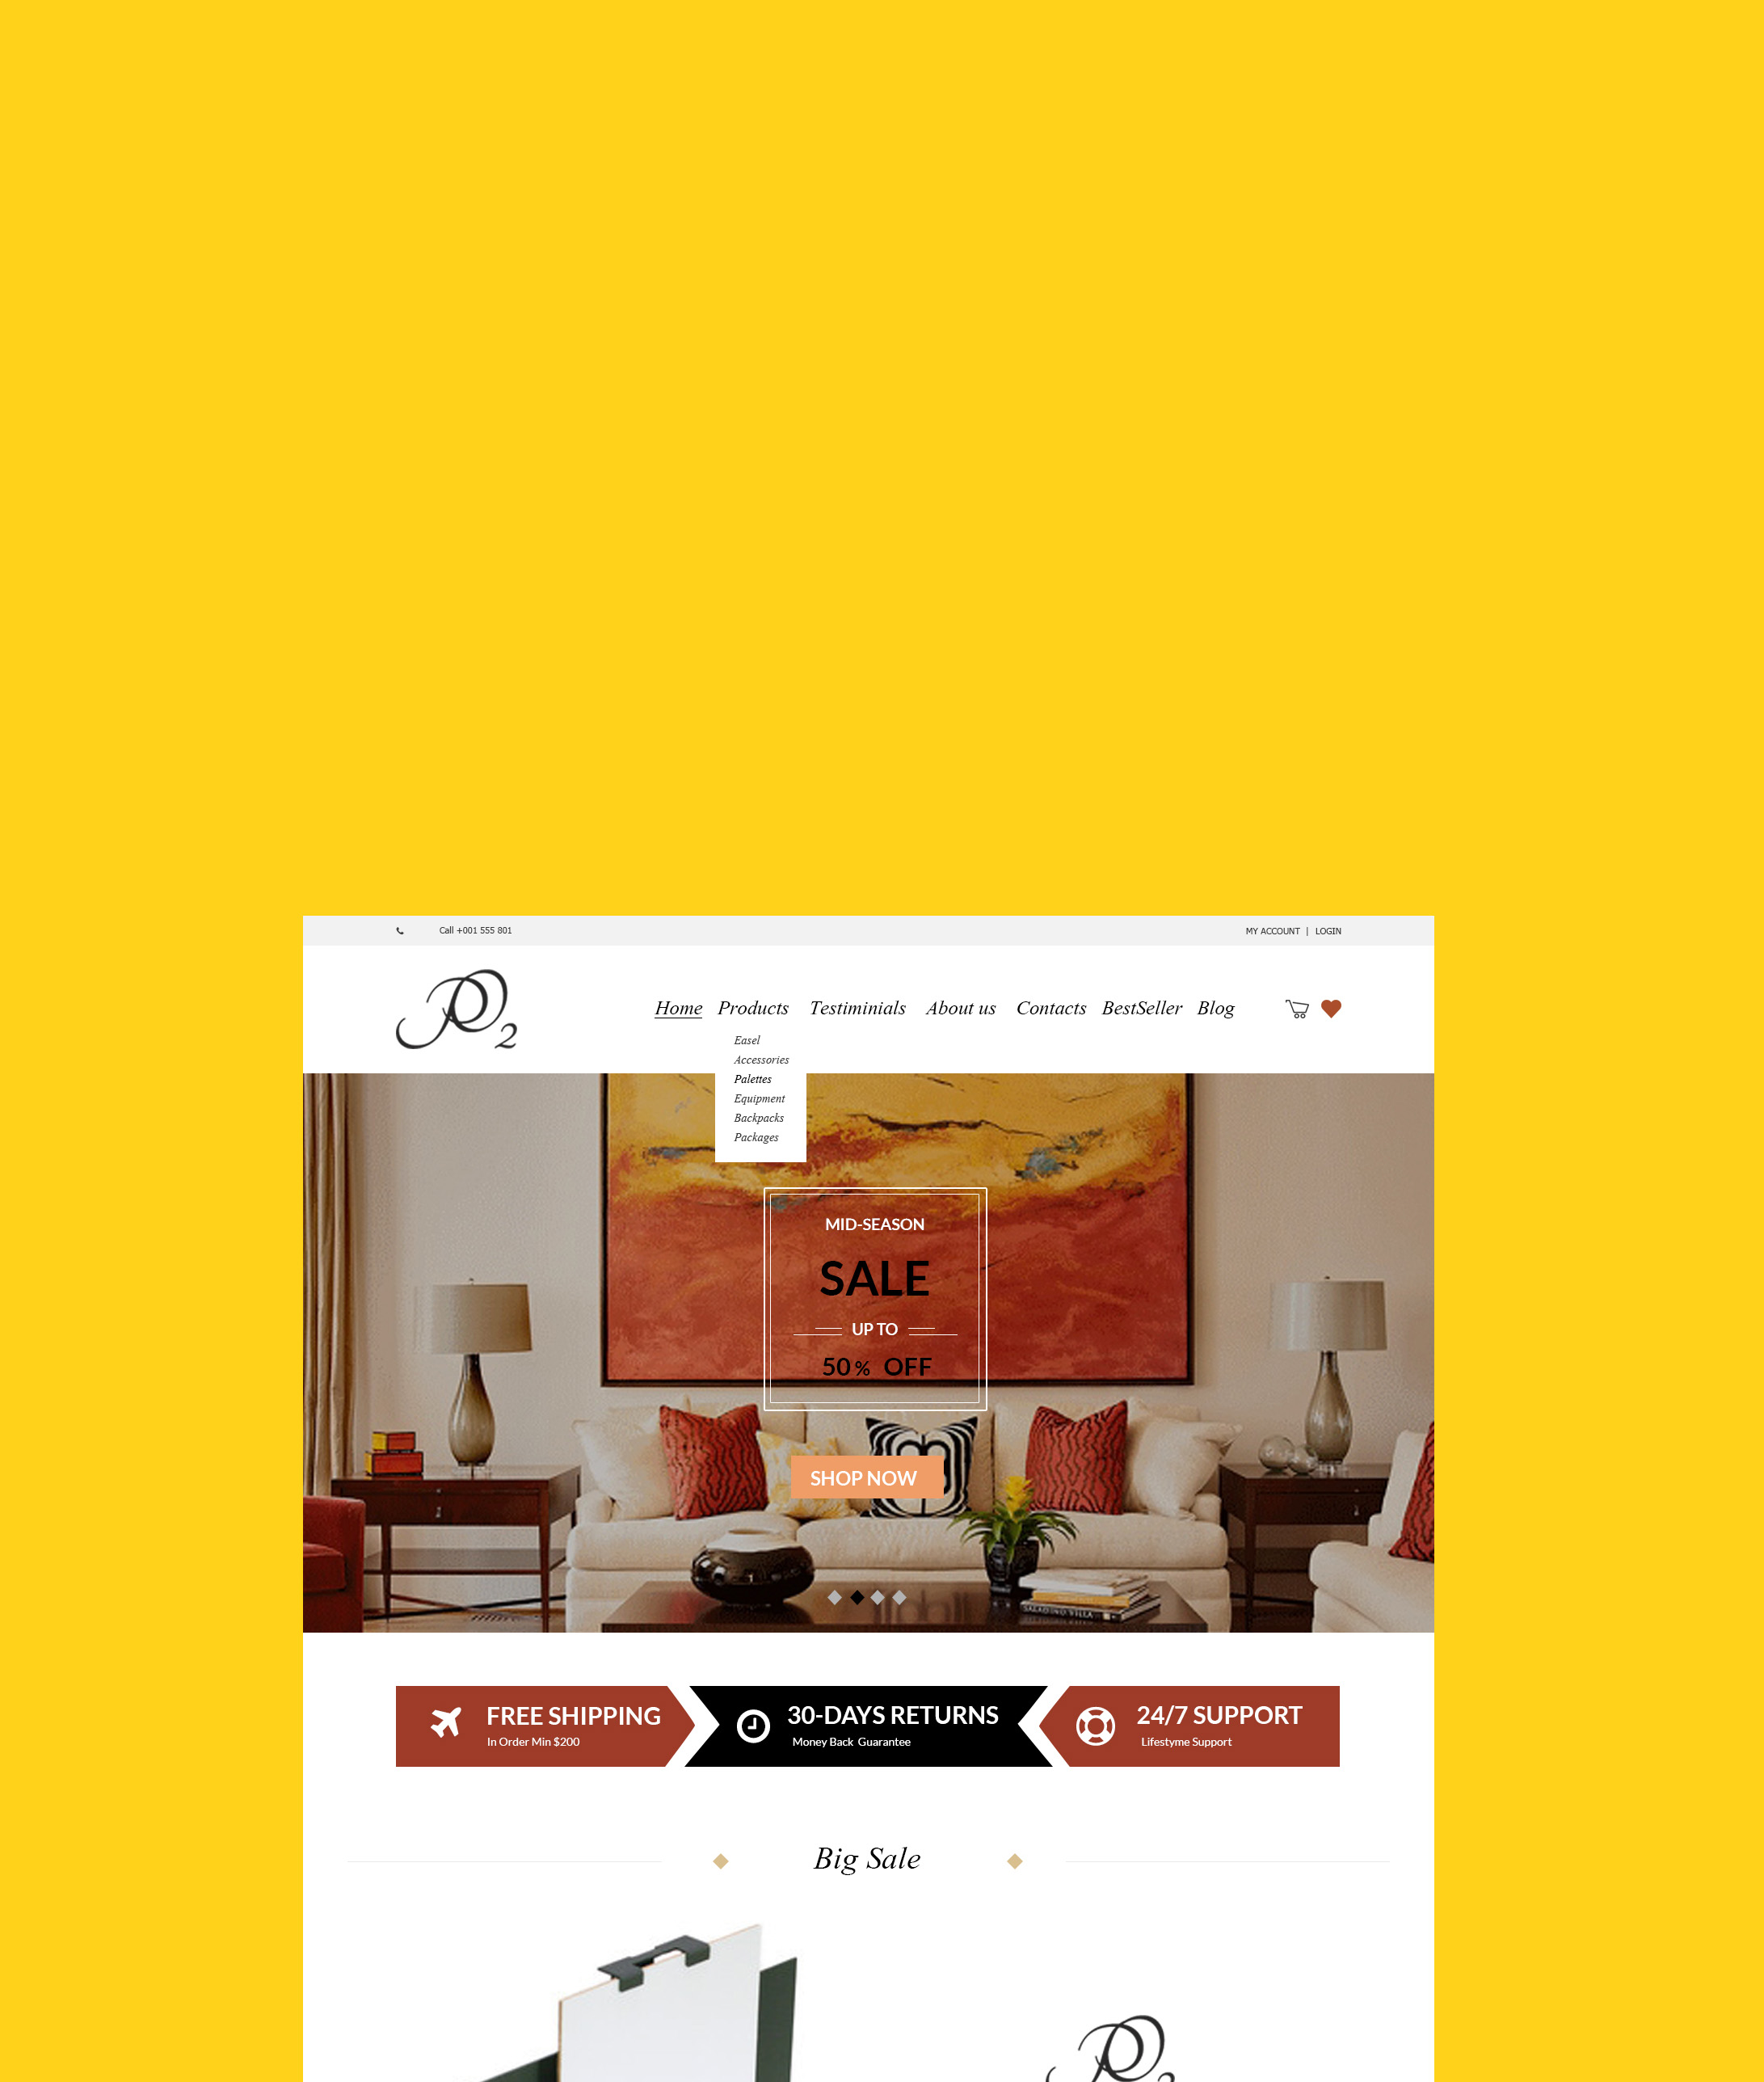 Call +001 555 801
MY ACCOUNT | LOGIN
P2
Home Products Testiminials About us Contacts BestSeller Blog
Easel
Accessories
Palettes
Equipment
Backpacks
Packages
MID-SEASON
SALE
UP TO
50 % OFF
SHOP NOW
FREE SHIPPING
In Order Min $200
30-DAYS RETURNS
Money Back Guarantee
24/7 SUPPORT
Lifestyme Support
Big Sale